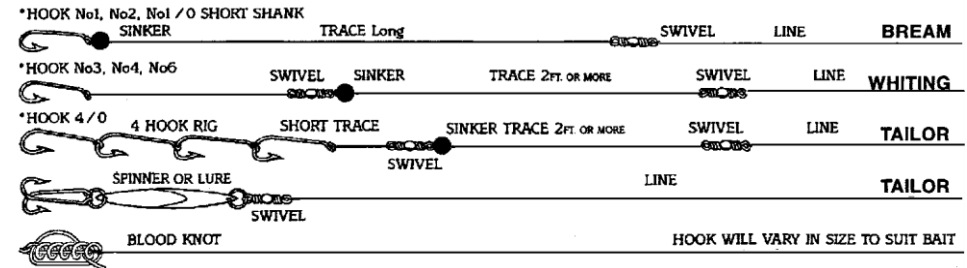 *HOOK No1, No2, No1 /0 SHORT SHANK
SINKER TRACE Long SWIVEL LINE BREAM
*HOOK No3, No4, No6
SWIVEL SINKER TRACE 2FT. OR MORE SWIVEL LINE WHITING
*HOOK 4/0
4 HOOK RIG SHORT TRACE SINKER TRACE 2FT. OR MORE SWIVEL LINE TAILOR
SWIVEL
SPINNER OR LURE LINE TAILOR
SWIVEL
BLOOD KNOT HOOK WILL VARY IN SIZE TO SUIT BAIT